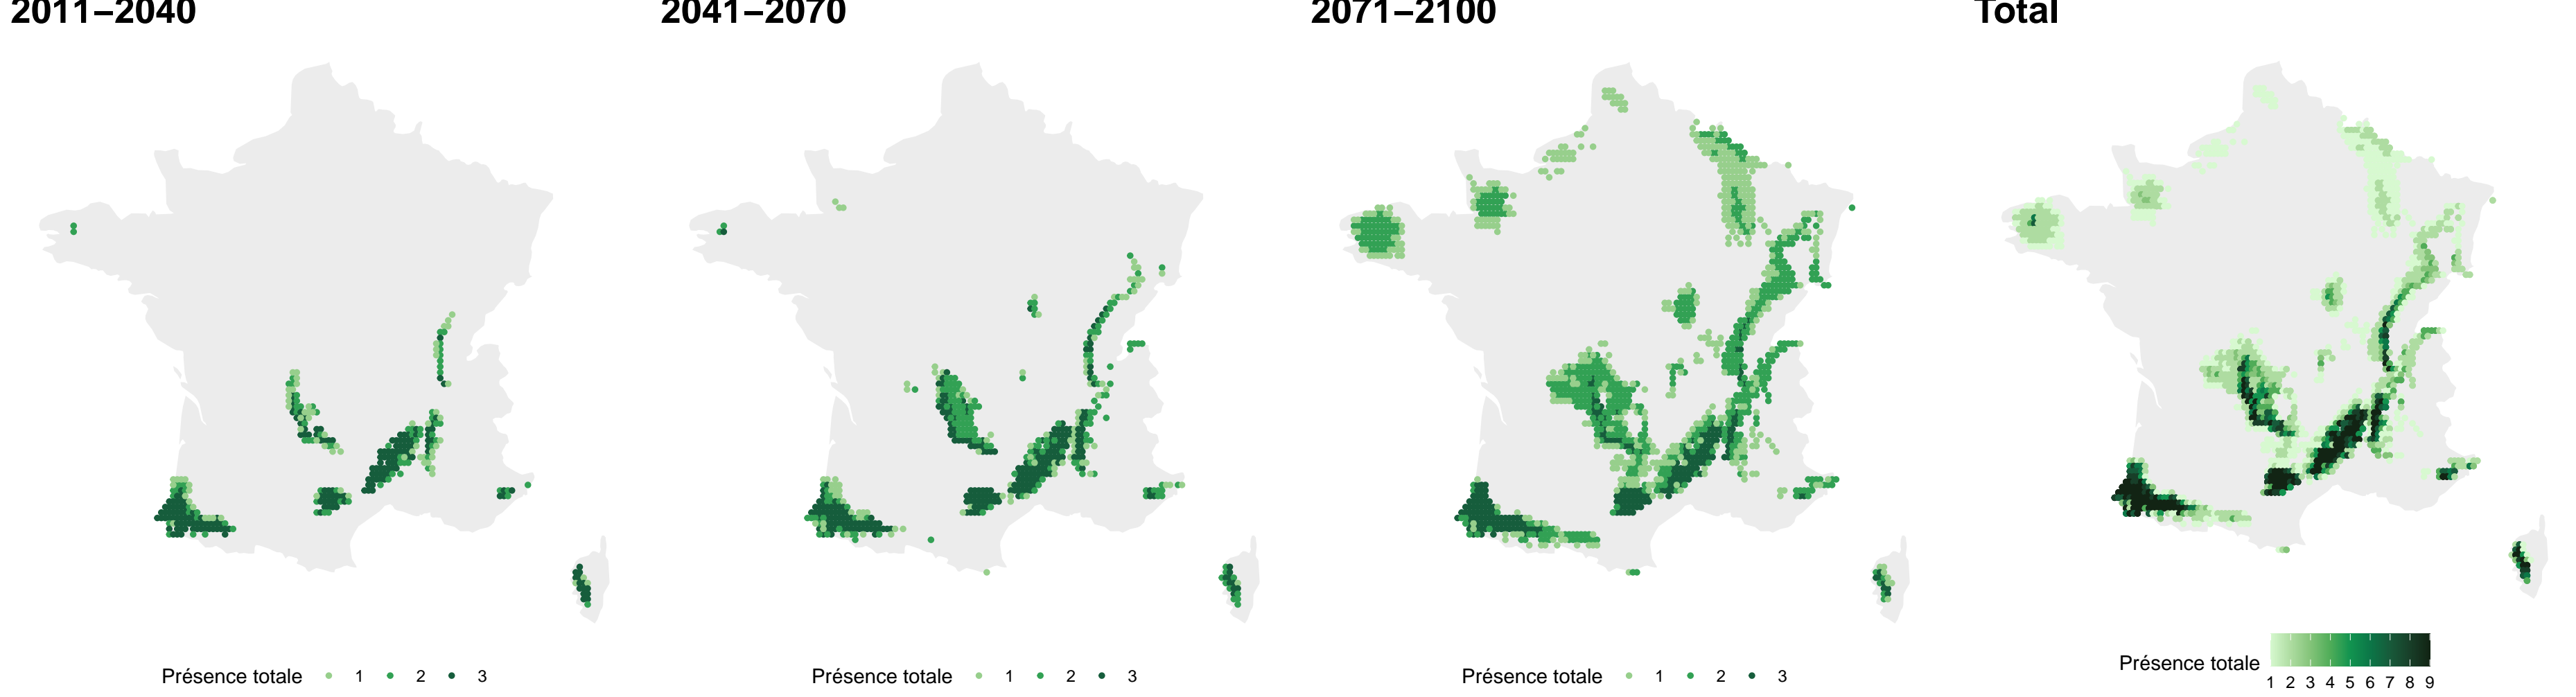 2011–2040
2041–2070
2071–2100
Total
Présence totale 1 2 3
Présence totale 1 2 3
Présence totale 1 2 3
Présence totale
1 2 3 4 5 6 7 8 9